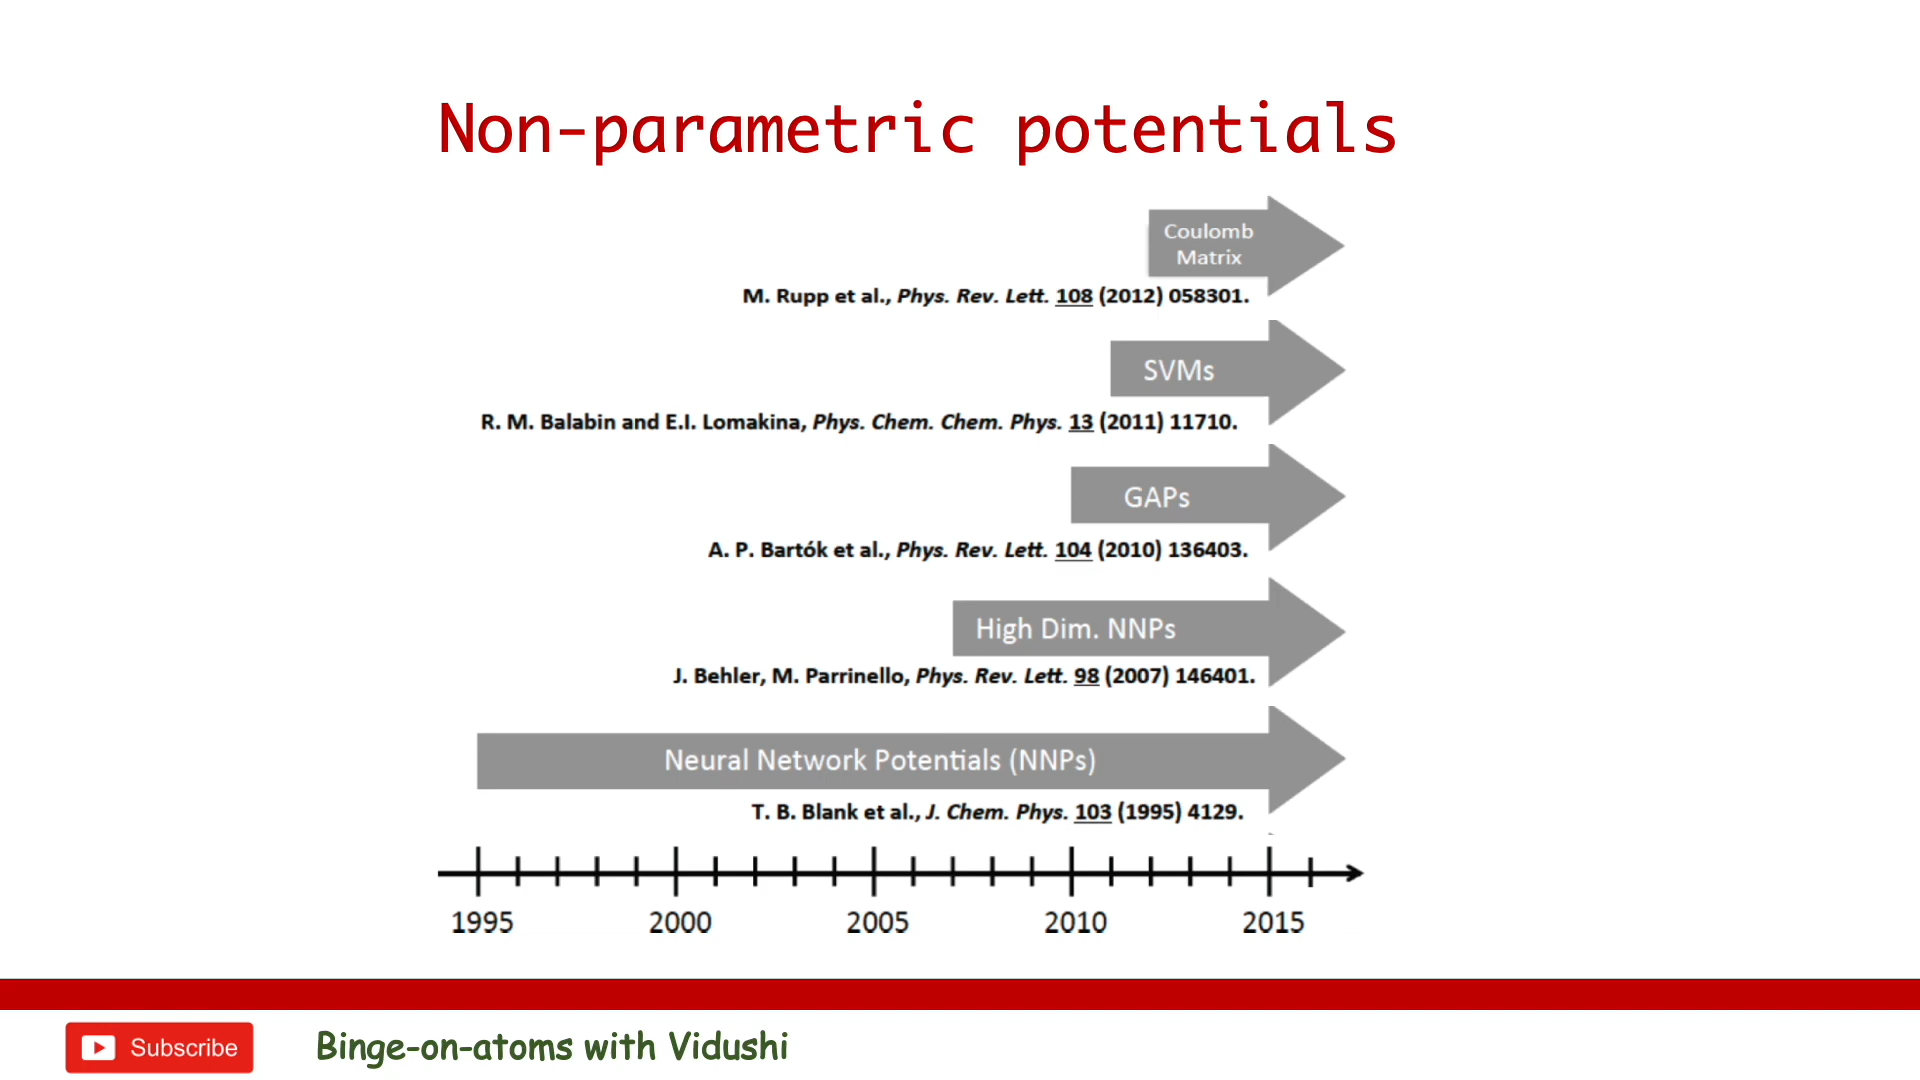 Non-parametric potentials
Coulomb
Matrix
M. Rupp et al., Phys. Rev. Lett. 108 (2012) 058301.
SVMs
R. M. Balabin and E.I. Lomakina, Phys. Chem. Chem. Phys. 13 (2011) 11710.
GAPs
A. P. Bartók et al., Phys. Rev. Lett. 104 (2010) 136403.
High Dim. NNPs
J. Behler, M. Parrinello, Phys. Rev. Lett. 98 (2007) 146401.
Neural Network Potentials (NNPs)
T. B. Blank et al., J. Chem. Phys. 103 (1995) 4129.
1995 2000 2005 2010 2015
Subscribe
Binge-on-atoms with Vidushi